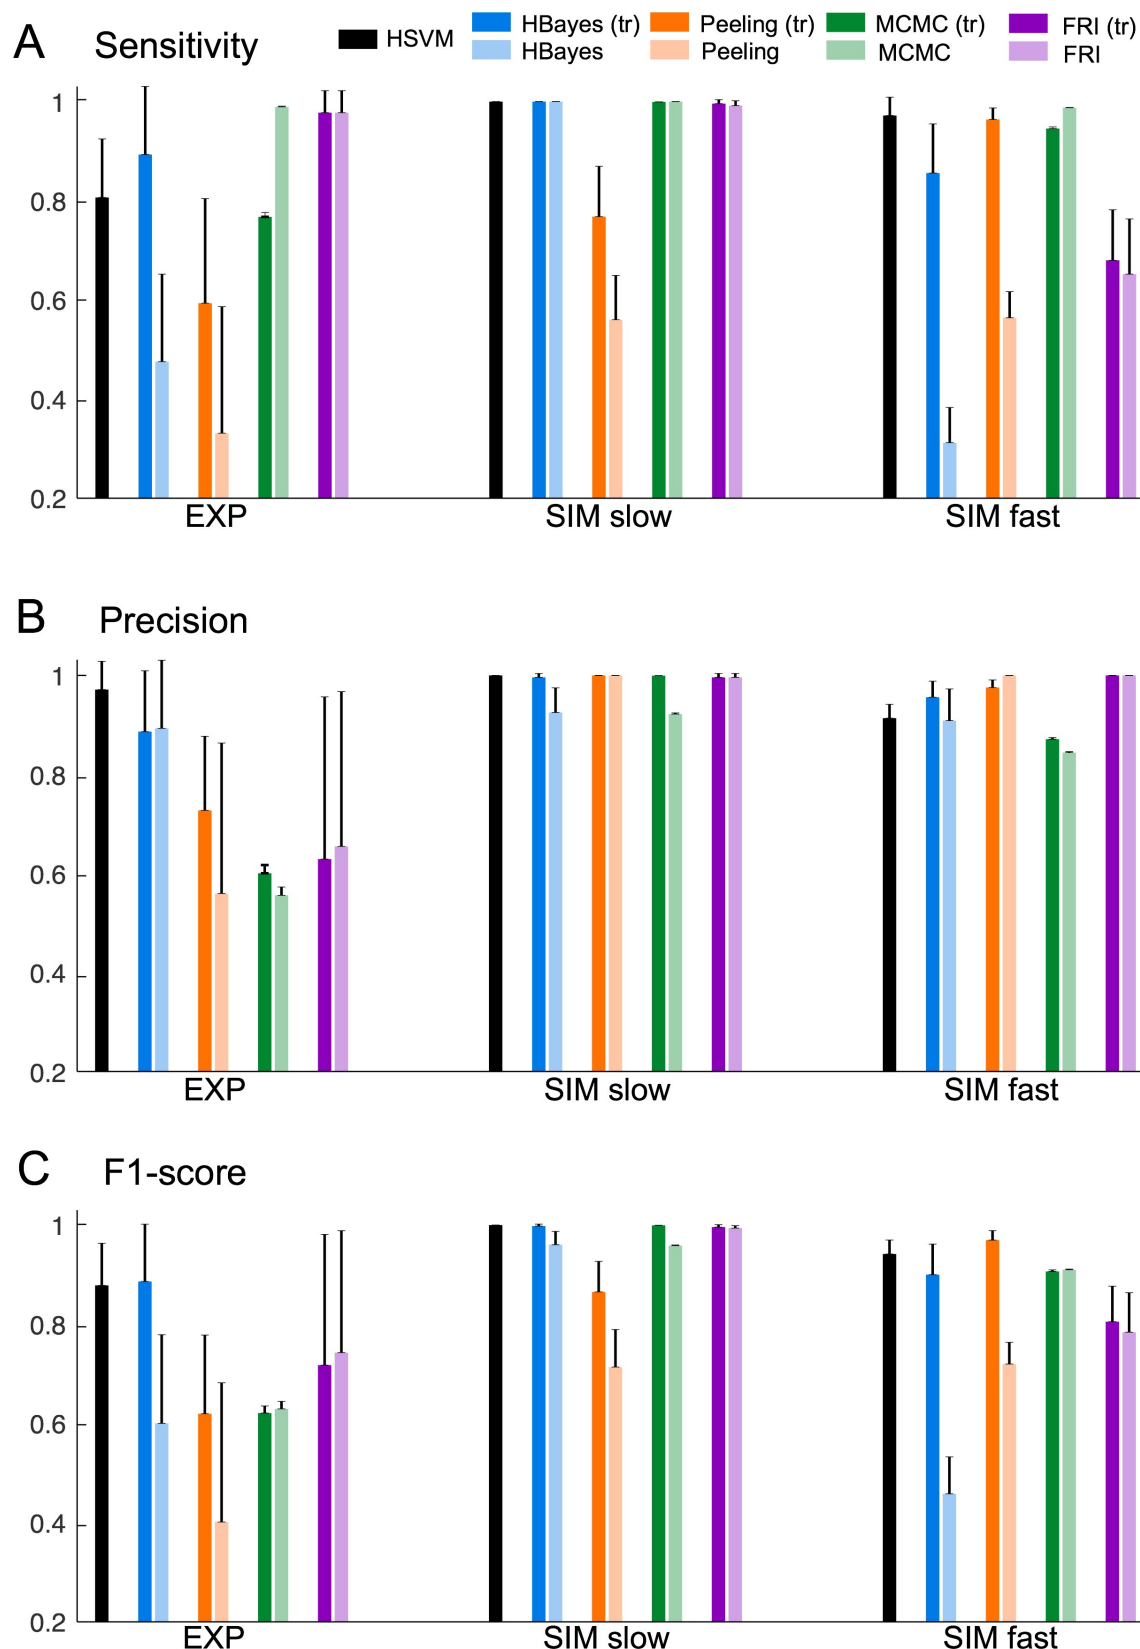 A Sensitivity
HSVM
HBayes (tr)
HBayes
Peeling (tr)
Peeling
MCMC (tr)
MCMC
FRI (tr)
FRI
1
0.8
0.6
0.4
0.2
EXP SIM slow SIM fast
B Precision
1
0.8
0.6
0.4
0.2
EXP SIM slow SIM fast
C F1-score
1
0.8
0.6
0.4
0.2
EXP SIM slow SIM fast